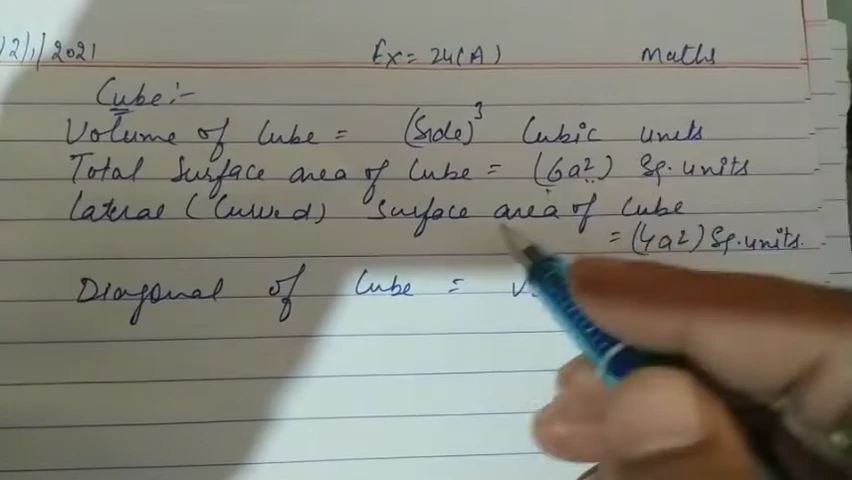 12/1/2021 Ex = 24(A) Maths
Cube :-
Volume of Cube = (Side)³ Cubic units
Total Surface area of Cube = (6a²) Sq. units
Lateral (Curved) Surface area of Cube
= (4a²) Sq. units.
Diagonal of Cube =